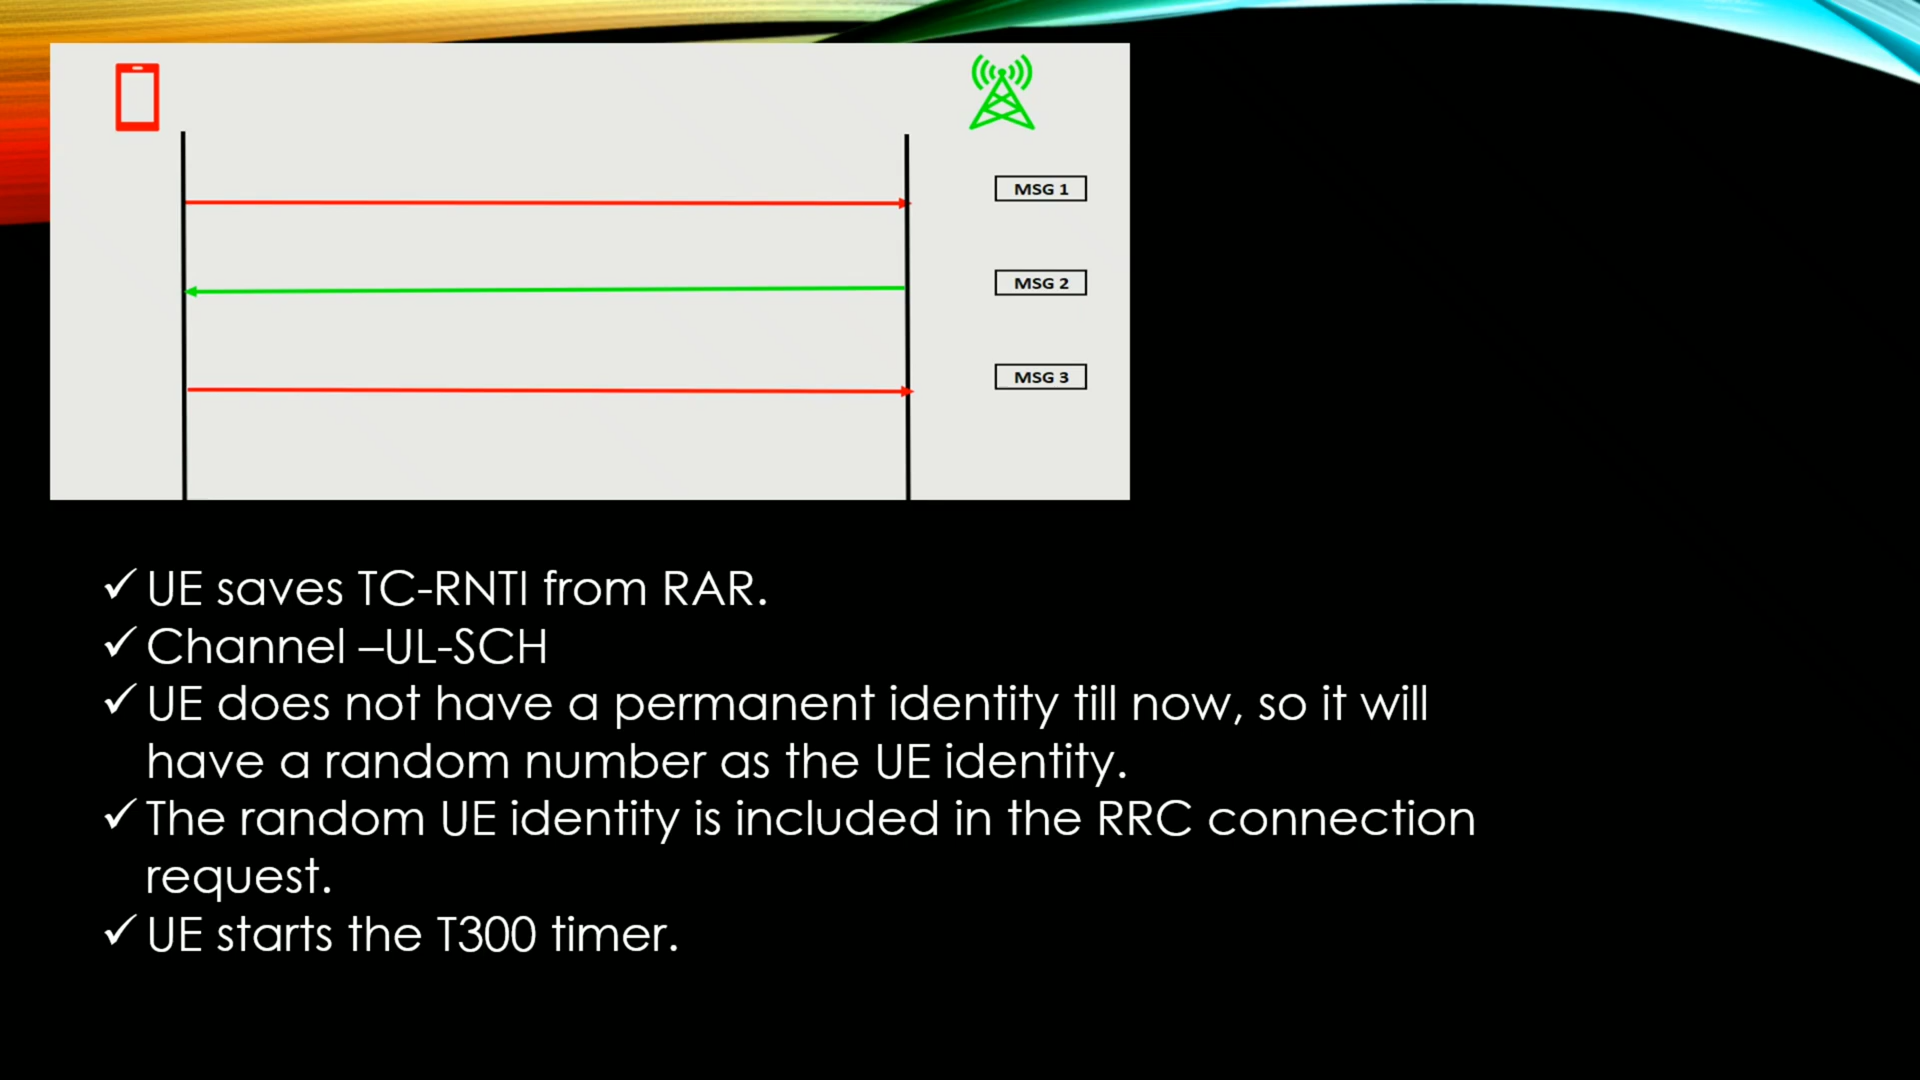 MSG 1
MSG 2
MSG 3
✓ UE saves TC-RNTI from RAR.
✓ Channel –UL-SCH
✓ UE does not have a permanent identity till now, so it will
have a random number as the UE identity.
✓ The random UE identity is included in the RRC connection
request.
✓ UE starts the T300 timer.